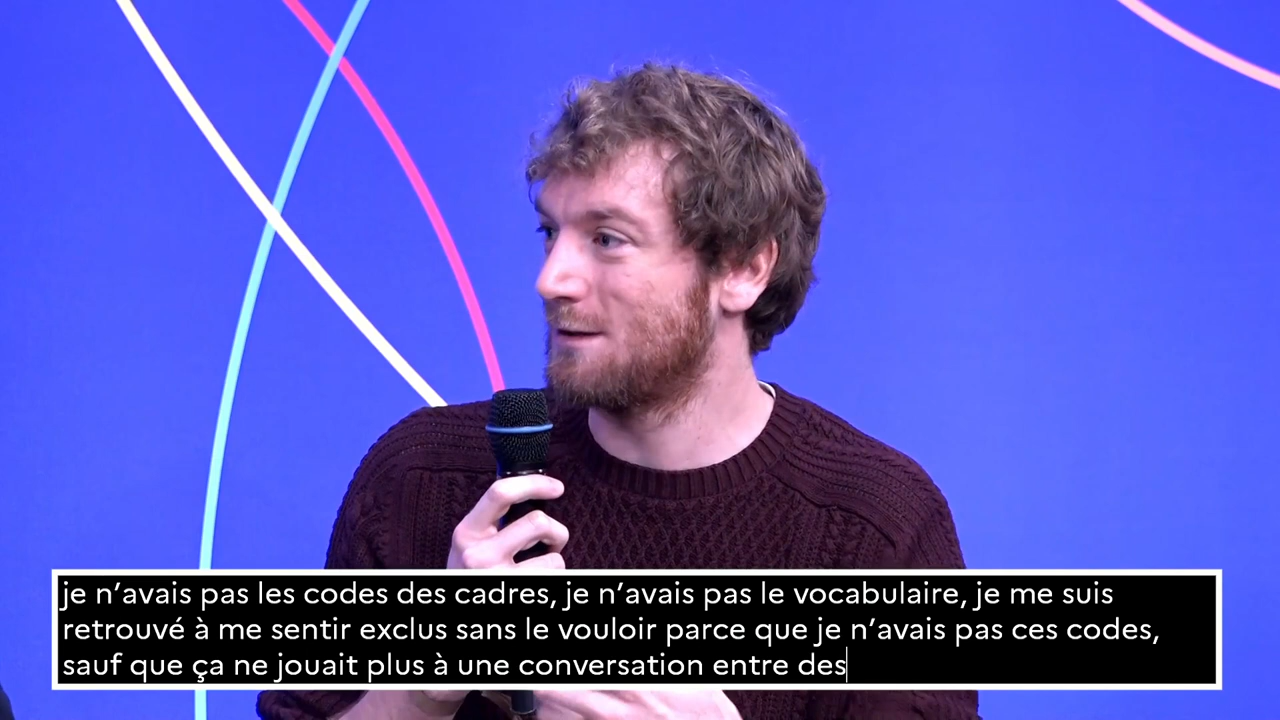 je n’avais pas les codes des cadres, je n’avais pas le vocabulaire, je me suis
retrouvé à me sentir exclus sans le vouloir parce que je n’avais pas ces codes,
sauf que ça ne jouait plus à une conversation entre des